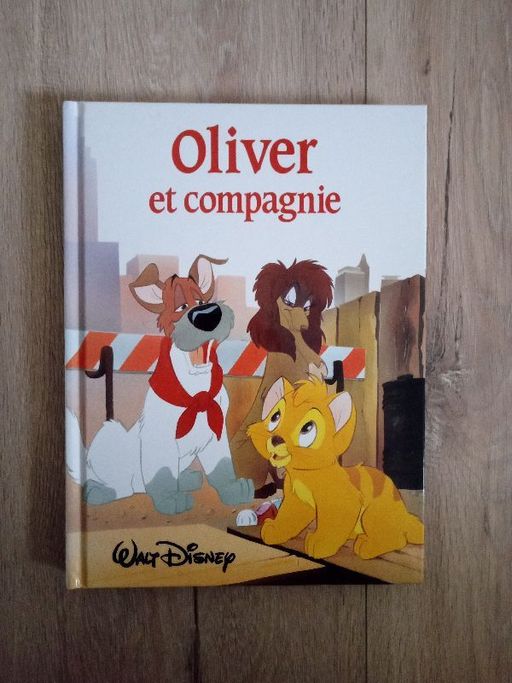 Oliver
et compagnie
Walt Disney